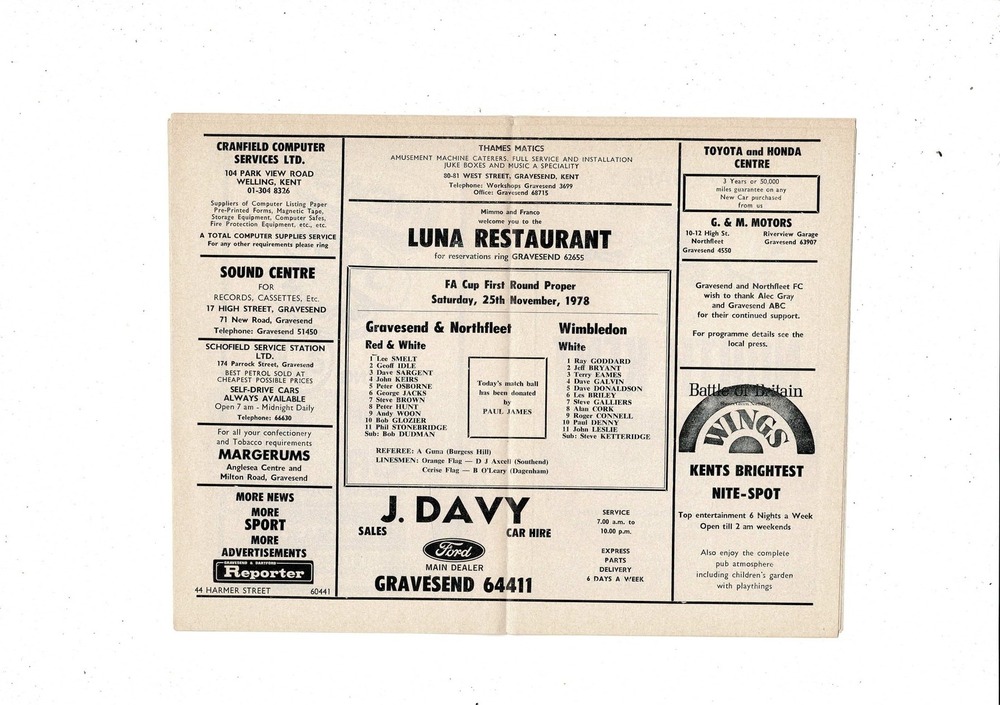 CRANFIELD COMPUTER
SERVICES LTD.
104 PARK VIEW ROAD
WELLING, KENT
01-304 8326
Suppliers of Computer Listing Paper
Pre-Printed Forms, Magnetic Tape,
Storage Equipment, Computer Safes,
Fire Protection Equipment, etc., etc.
A TOTAL COMPUTER SUPPLIES SERVICE
For any other requirements please ring
SOUND CENTRE
FOR
RECORDS, CASSETTES, Etc.
17 HIGH STREET, GRAVESEND
71 New Road, Gravesend
Telephone: Gravesend 51450
SCHOFIELD SERVICE STATION
LTD.
174 Parrock Street, Gravesend
BEST PETROL SOLD AT
CHEAPEST POSSIBLE PRICES
SELF-DRIVE CARS
ALWAYS AVAILABLE
Open 7 am - Midnight Daily
Telephone: 66630
For all your confectionery
and Tobacco requirements
MARGERUMS
Anglesea Centre and
Milton Road, Gravesend
MORE NEWS
MORE
SPORT
MORE
ADVERTISEMENTS
GRAVESEND & DARTFORD
Reporter
44 HARMER STREET 60441
THAMES MATICS
AMUSEMENT MACHINE CATERERS, FULL SERVICE AND INSTALLATION
JUKE BOXES AND MUSIC A SPECIALITY
80-81 WEST STREET, GRAVESEND, KENT
Telephone: Workshops Gravesend 3699
Office: Gravesend 68715
Mimmo and Franco
welcome you to the
LUNA RESTAURANT
for reservations ring GRAVESEND 62655
FA Cup First Round Proper
Saturday, 25th November, 1978
Gravesend & Northfleet
Red & White
1 Lee SMELT
2 Geoff IDLE
3 Dave SARGENT
4 John KEIRS
5 Peter OSBORNE
6 George JACKS
7 Steve BROWN
8 Peter HUNT
9 Andy WOON
10 Bob GLOZIER
11 Phil STONEBRIDGE
Sub: Bob DUDMAN
Today's match ball
has been donated
by
PAUL JAMES
Wimbledon
White
1 Ray GODDARD
2 Jeff BRYANT
3 Terry EAMES
4 Dave GALVIN
5 Dave DONALDSON
6 Les BRILEY
7 Steve GALLIERS
8 Alan CORK
9 Roger CONNELL
10 Paul DENNY
11 John LESLIE
Sub: Steve KETTERIDGE
REFEREE: A Guna (Burgess Hill)
LINESMEN: Orange Flag — D J Axcell (Southend)
Cerise Flag — B O'Leary (Dagenham)
J. DAVY
SALES CAR HIRE
Ford
MAIN DEALER
GRAVESEND 64411
SERVICE
7.00 a.m. to
10.00 p.m.
EXPRESS
PARTS
DELIVERY
6 DAYS A WEEK
TOYOTA and HONDA
CENTRE
3 Years or 50,000
miles guarantee on any
New Car purchased
from us
G. & M. MOTORS
10-12 High St. Riverview Garage
Northfleet Gravesend 63907
Gravesend 4550
Gravesend and Northfleet FC
wish to thank Alec Gray
and Gravesend ABC
for their continued support.
For programme details see the
local press.
Battle of Britain
WINGS
KENTS BRIGHTEST
NITE-SPOT
Top entertainment 6 Nights a Week
Open till 2 am weekends
Also enjoy the complete
pub atmosphere
including children's garden
with playthings